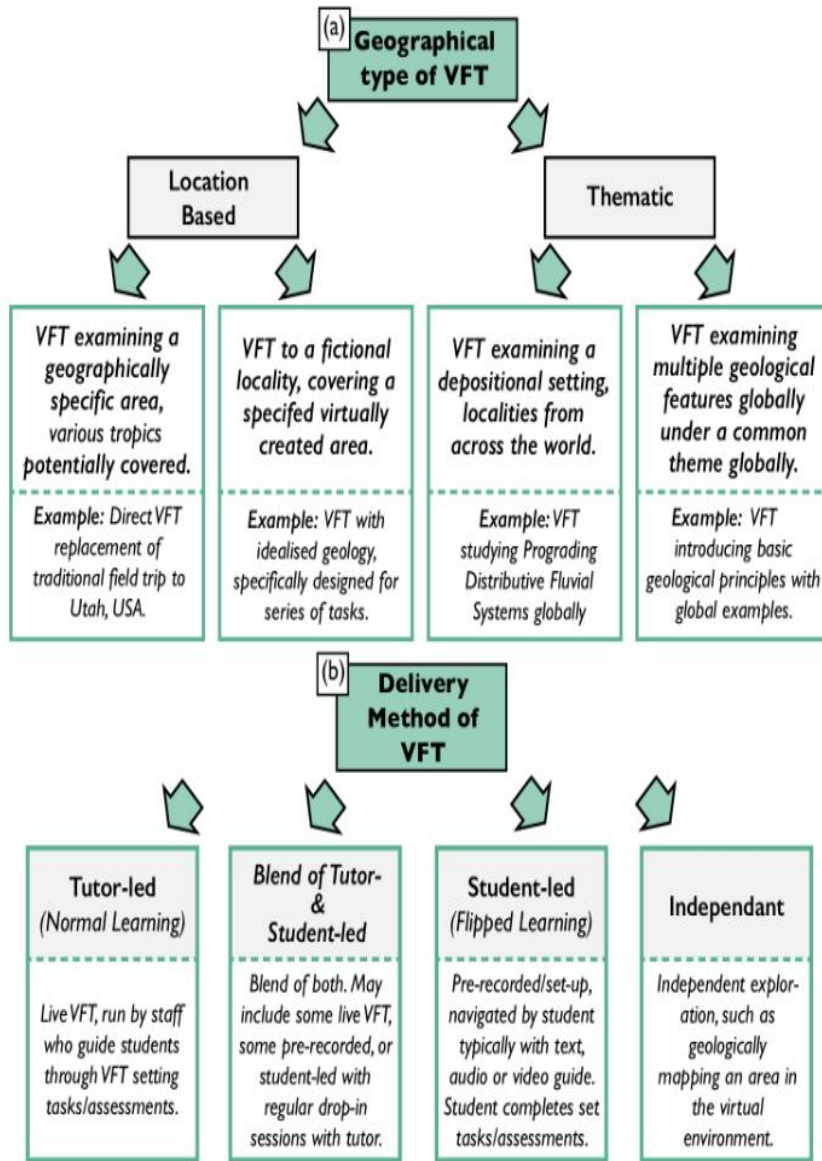 (a)
Geographical
type of VFT
Location
Based
Thematic
VFT examining a
geographically
specific area,
various tropics
potentially covered.
Example: Direct VFT
replacement of
traditional field trip to
Utah, USA.
VFT to a fictional
locality, covering a
specifed virtually
created area.
Example: VFT with
idealised geology,
specifically designed for
series of tasks.
VFT examining a
depositional setting,
localities from
across the world.
Example: VFT
studying Prograding
Distributive Fluvial
Systems globally
VFT examining
multiple geological
features globally
under a common
theme globally.
Example: VFT
introducing basic
geological principles with
global examples.
(b)
Delivery
Method of
VFT
Tutor-led
(Normal Learning)
Live VFT, run by staff
who guide students
through VFT setting
tasks/assessments.
Blend of Tutor-
&
Student-led
Blend of both. May
include some live VFT,
some pre-recorded, or
student-led with
regular drop-in
sessions with tutor.
Student-led
(Flipped Learning)
Pre-recorded/set-up,
navigated by student
typically with text,
audio or video guide.
Student completes set
tasks/assessments.
Independant
Independent explor-
ation, such as
geologically
mapping an area in
the virtual
environment.